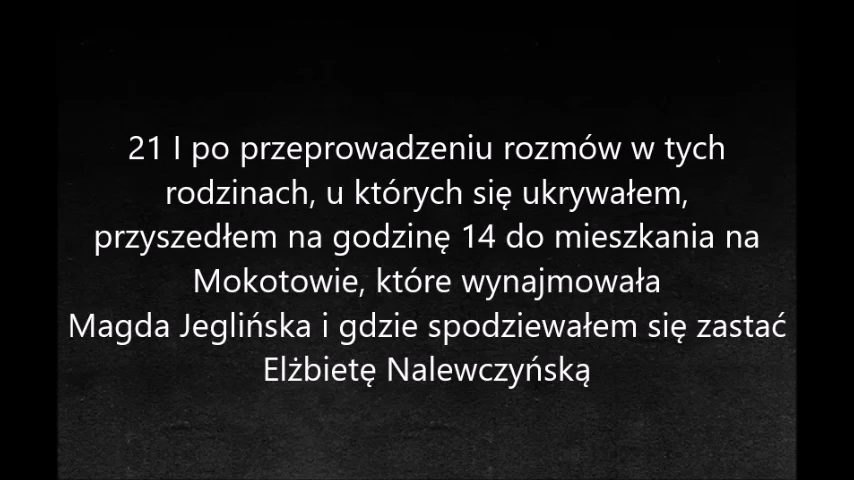 21 I po przeprowadzeniu rozmów w tych
rodzinach, u których się ukrywałem,
przyszedłem na godzinę 14 do mieszkania na
Mokotowie, które wynajmowała
Magda Jeglińska i gdzie spodziewałem się zastać
Elżbietę Nalewczyńską